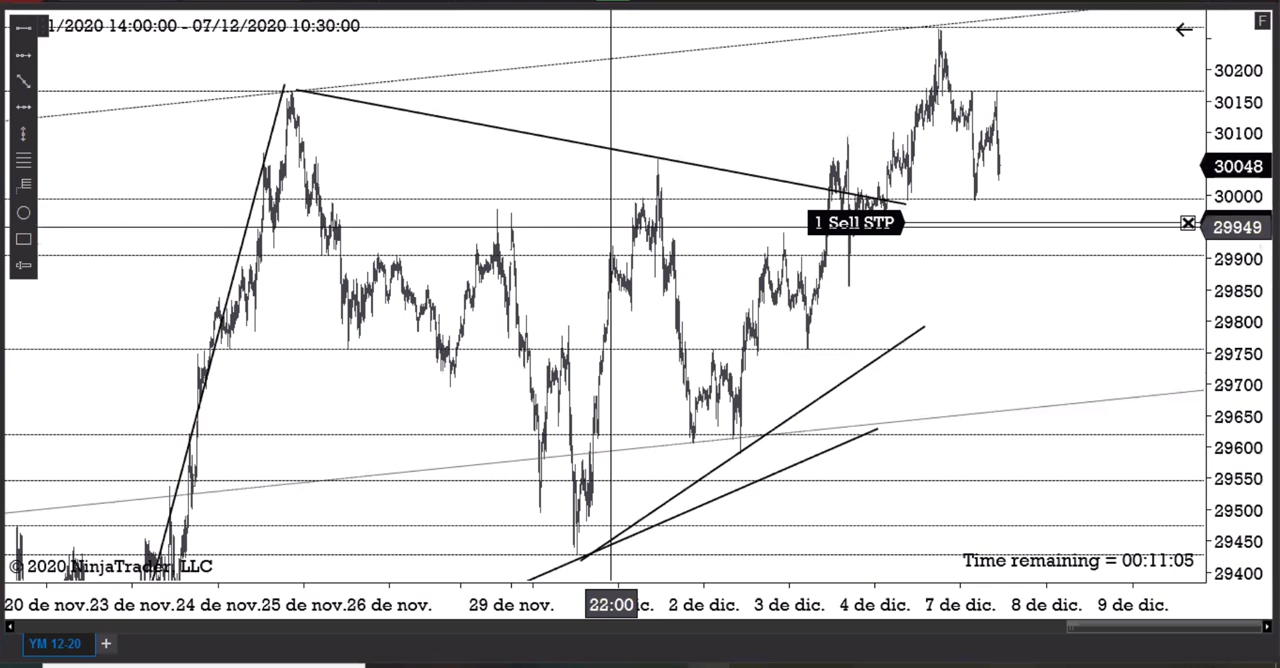 1/2020 14:00:00 - 07/12/2020 10:30:00
F
30200
30150
30100
30048
30000
1 Sell STP
29949
29900
29850
29800
29750
29700
29650
29600
29550
29500
29450
29400
© 2020 NinjaTrader, LLC
Time remaining = 00:11:05
20 de nov. 23 de nov. 24 de nov. 25 de nov. 26 de nov. 29 de nov. 22:00 ic. 2 de dic. 3 de dic. 4 de dic. 7 de dic. 8 de dic. 9 de dic.
YM 12-20 +